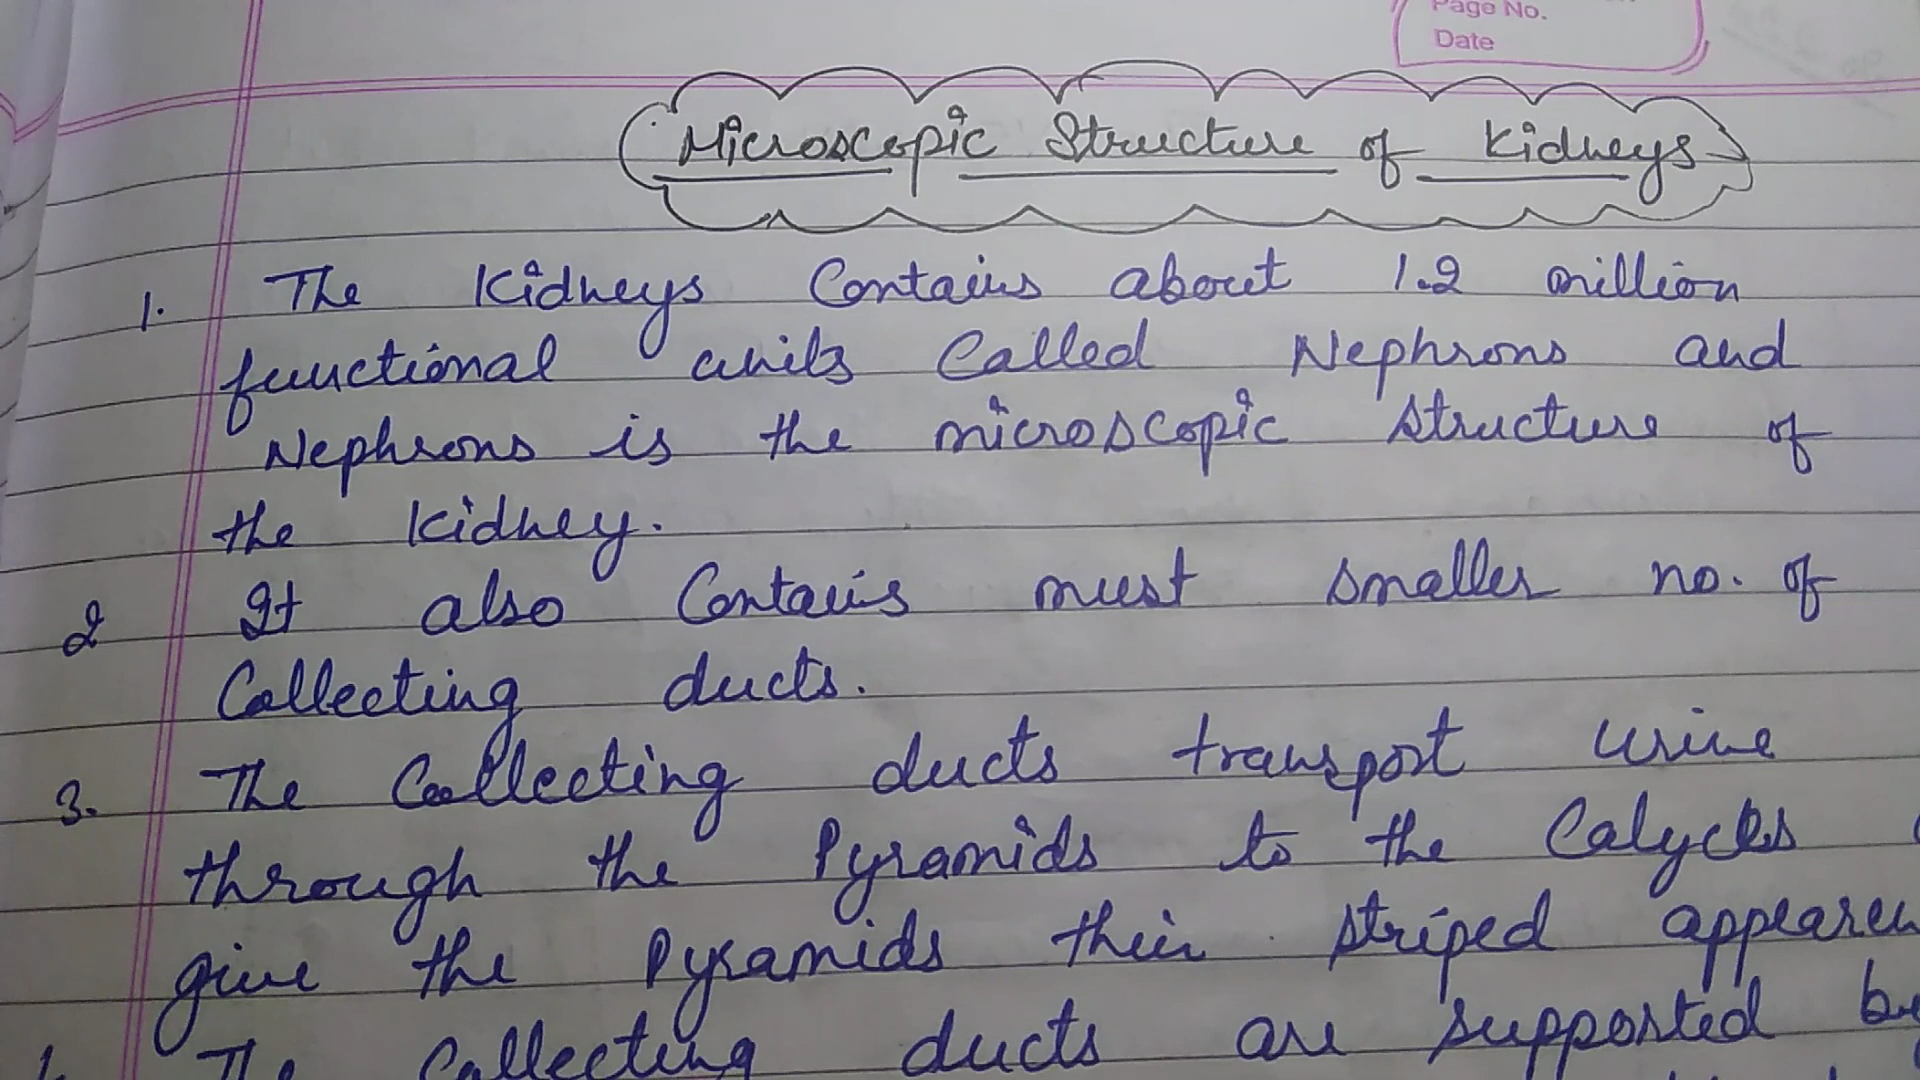 Page No.
Date
Microscopic Structure of Kidneys
1. The Kidneys Contains about 1.2 million
functional units Called Nephrons and
Nephrons is the microscopic structure of
the kidney.
2 It also Contains must smaller no. of
Collecting ducts.
3. The Collecting ducts transport urine
through the Pyramids to the Calyces
give the Pyramids their striped
The Collecting ducts are supported